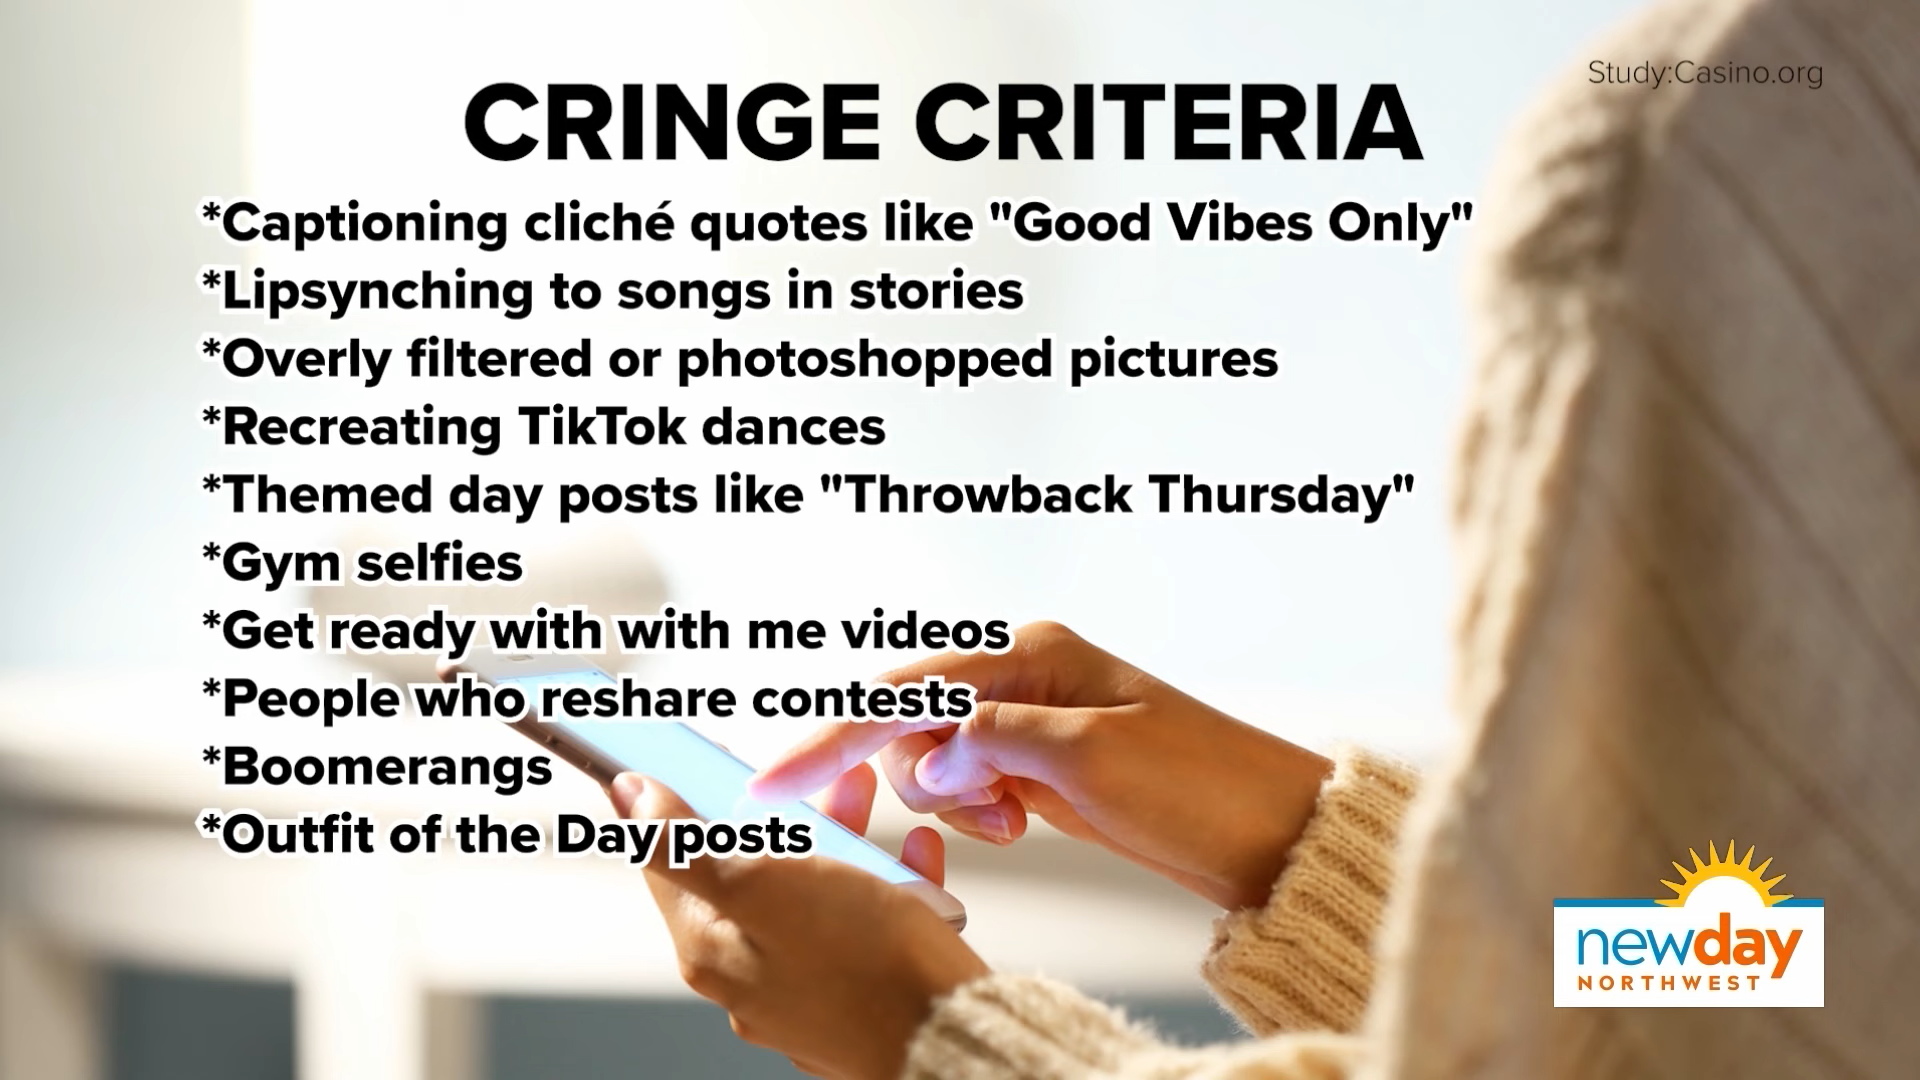 Study:Casino.org
CRINGE CRITERIA
*Captioning cliché quotes like "Good Vibes Only"
*Lipsynching to songs in stories
*Overly filtered or photoshopped pictures
*Recreating TikTok dances
*Themed day posts like "Throwback Thursday"
*Gym selfies
*Get ready with with me videos
*People who reshare contests
*Boomerangs
*Outfit of the Day posts
newday
NORTHWEST